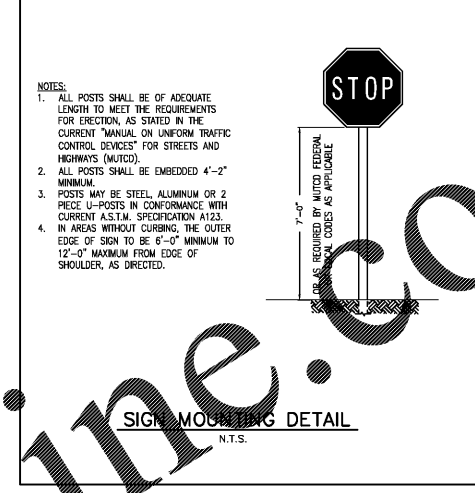 NOTES:
1. ALL POSTS SHALL BE OF ADEQUATE
LENGTH TO MEET THE REQUIREMENTS
FOR ERECTION, AS STATED IN THE
CURRENT "MANUAL ON UNIFORM TRAFFIC
CONTROL DEVICES" FOR STREETS AND
HIGHWAYS (MUTCD).
2. ALL POSTS SHALL BE EMBEDDED 4'-2"
MINIMUM.
3. POSTS MAY BE STEEL, ALUMINUM OR 2
PIECE U-POSTS IN CONFORMANCE WITH
CURRENT A.S.T.M. SPECIFICATION A123.
4. IN AREAS WITHOUT CURBING, THE OUTER
EDGE OF SIGN TO BE 6'-0" MINIMUM TO
12'-0" MAXIMUM FROM EDGE OF
SHOULDER, AS DIRECTED.
STOP
7'-0"
OR AS REQUIRED BY MUTCD FEDERAL
OR LOCAL CODES AS APPLICABLE
SIGN MOUNTING DETAIL
N.T.S.
ine.co